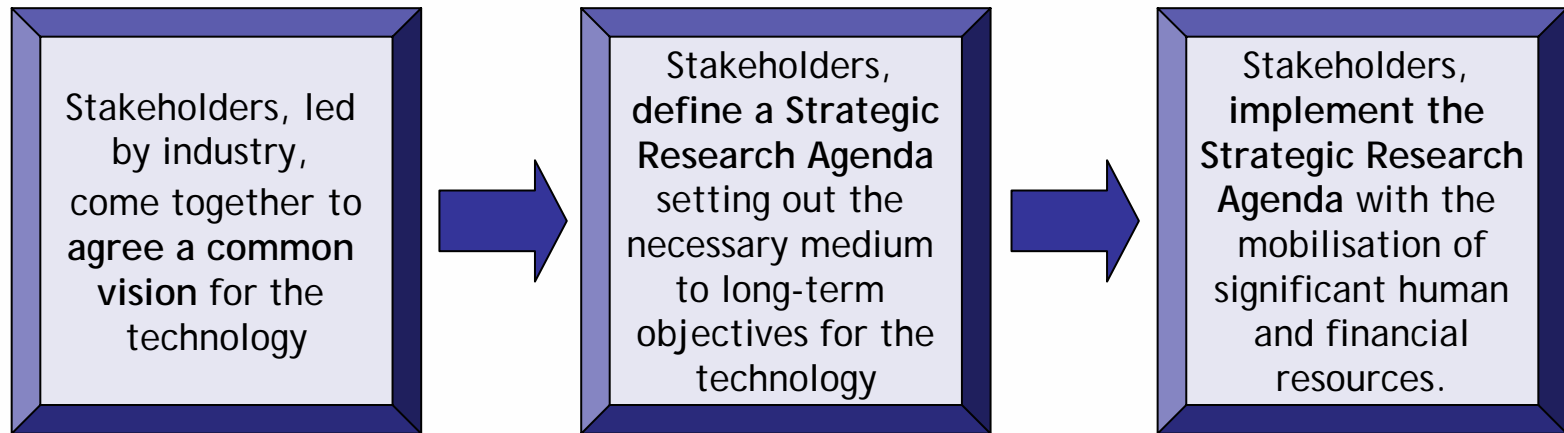 Stakeholders, led
by industry,
come together to
agree a common
vision for the
technology
Stakeholders,
define a Strategic
Research Agenda
setting out the
necessary medium
to long-term
objectives for the
technology
Stakeholders,
implement the
Strategic Research
Agenda with the
mobilisation of
significant human
and financial
resources.